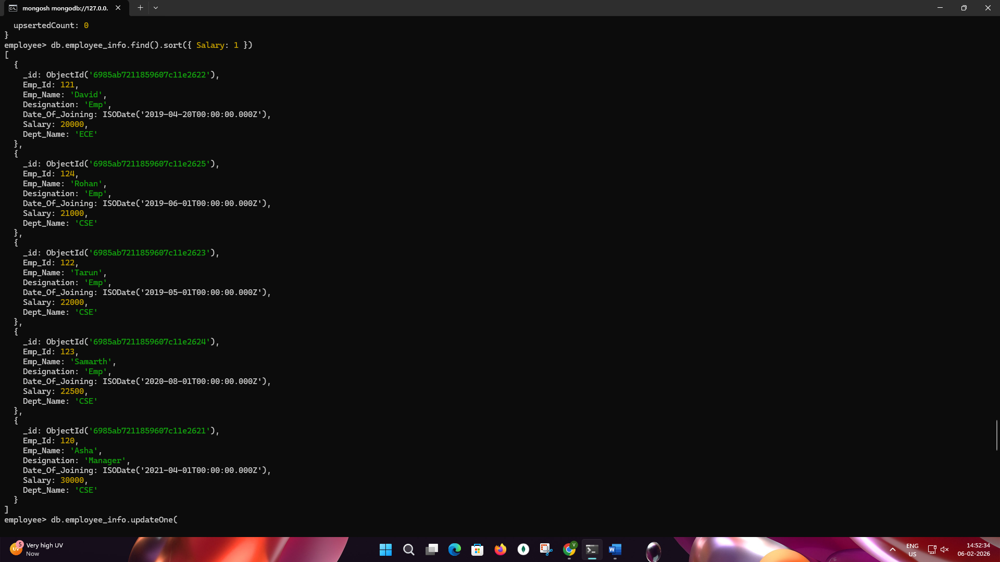 mongosh mongodb://127.0.0.
  upsertedCount: 0
}
employee> db.employee_info.find().sort({ Salary: 1 })
[
  {
    _id: ObjectId('6985ab7211859607c11e2622'),
    Emp_Id: 121,
    Emp_Name: 'David',
    Designation: 'Emp',
    Date_Of_Joining: ISODate('2019-04-20T00:00:00.000Z'),
    Salary: 20000,
    Dept_Name: 'ECE'
  },
  {
    _id: ObjectId('6985ab7211859607c11e2625'),
    Emp_Id: 124,
    Emp_Name: 'Rohan',
    Designation: 'Emp',
    Date_Of_Joining: ISODate('2019-06-01T00:00:00.000Z'),
    Salary: 21000,
    Dept_Name: 'CSE'
  },
  {
    _id: ObjectId('6985ab7211859607c11e2623'),
    Emp_Id: 122,
    Emp_Name: 'Tarun',
    Designation: 'Emp',
    Date_Of_Joining: ISODate('2019-05-01T00:00:00.000Z'),
    Salary: 22000,
    Dept_Name: 'CSE'
  },
  {
    _id: ObjectId('6985ab7211859607c11e2624'),
    Emp_Id: 123,
    Emp_Name: 'Samarth',
    Designation: 'Emp',
    Date_Of_Joining: ISODate('2020-08-01T00:00:00.000Z'),
    Salary: 22500,
    Dept_Name: 'CSE'
  },
  {
    _id: ObjectId('6985ab7211859607c11e2621'),
    Emp_Id: 120,
    Emp_Name: 'Asha',
    Designation: 'Manager',
    Date_Of_Joining: ISODate('2021-04-01T00:00:00.000Z'),
    Salary: 30000,
    Dept_Name: 'CSE'
  }
]
employee> db.employee_info.updateOne(
UV 5
Very high UV
Now
V
W
ENG
US
14:52:34
06-02-2026